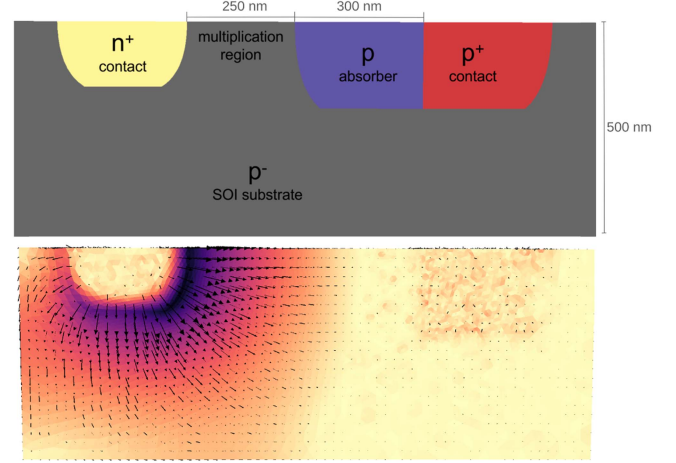 250 nm 300 nm
n⁺ multiplication p p⁺
contact region absorber contact
500 nm
p⁻
SOI substrate